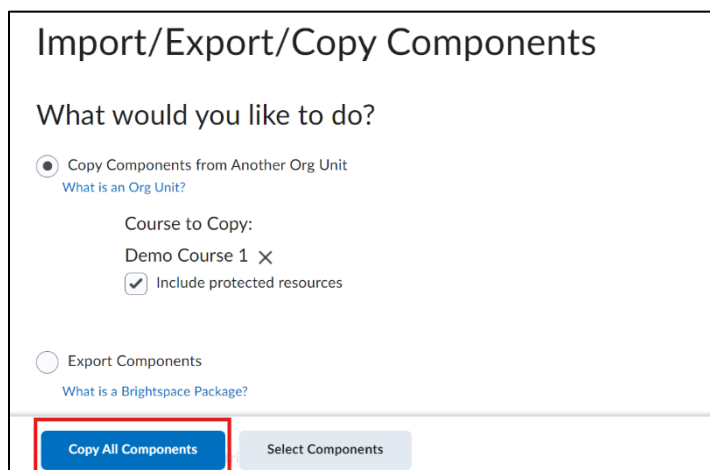 Import/Export/Copy Components
What would you like to do?
Copy Components from Another Org Unit
What is an Org Unit?
Course to Copy:
Demo Course 1
Include protected resources
Export Components
What is a Brightspace Package?
Copy All Components
Select Components